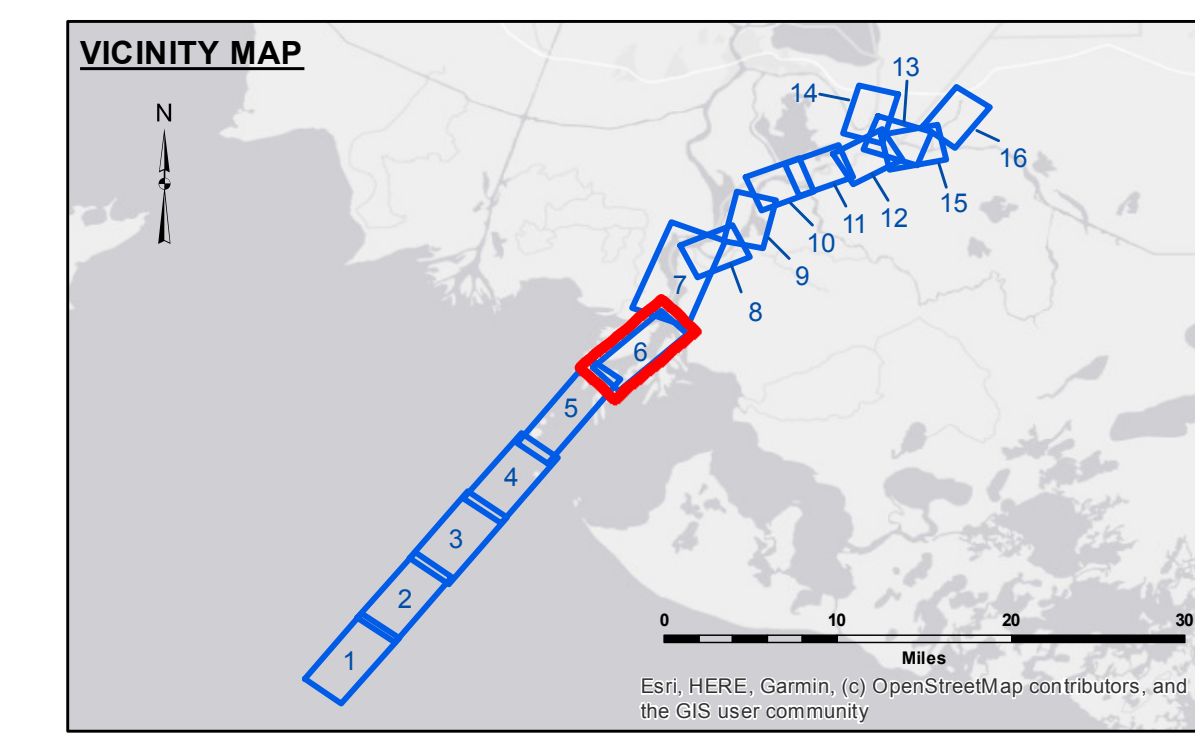 VICINITY MAP
N
13
14
16
15
12
11
10
9
7
8
6
5
4
3
2
1
0 10 20 30
Miles
Esri, HERE, Garmin, (c) OpenStreetMap contributors, and
the GIS user community